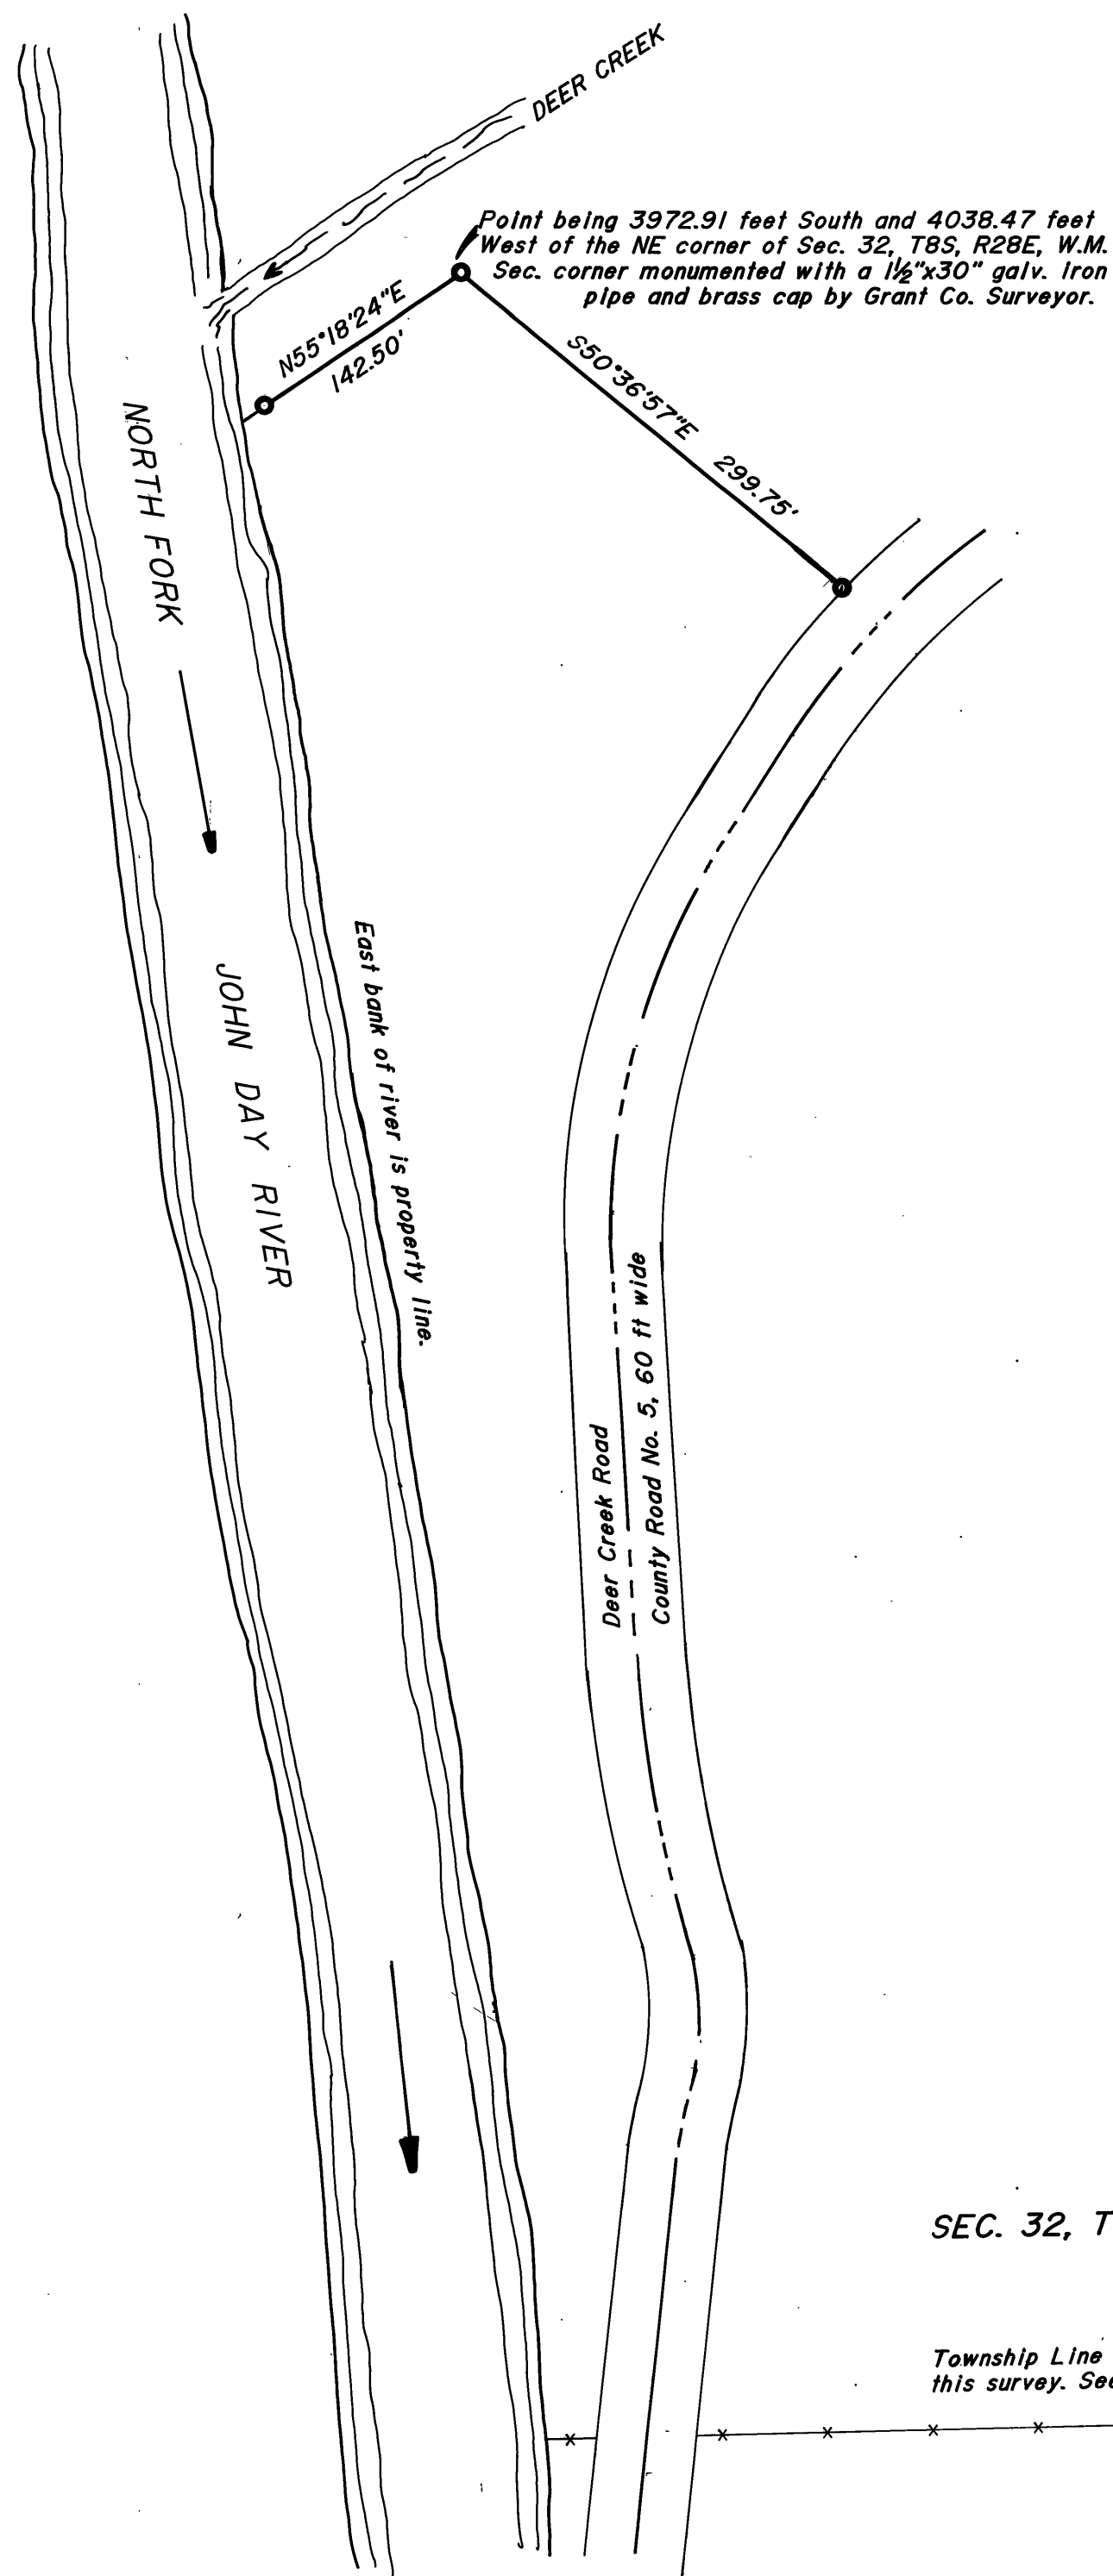 DEER CREEK
Point being 3972.91 feet South and 4038.47 feet
West of the NE corner of Sec. 32, T8S, R28E, W.M.
Sec. corner monumented with a 1½"x30" galv. iron
pipe and brass cap by Grant Co. Surveyor.
N55°18'24"E
142.50'
S50°36'57"E 299.75'
NORTH FORK
JOHN DAY RIVER
East bank of river is property line.
Deer Creek Road
County Road No. 5, 60 ft wide
SEC. 32, T
Township Line
this survey. See